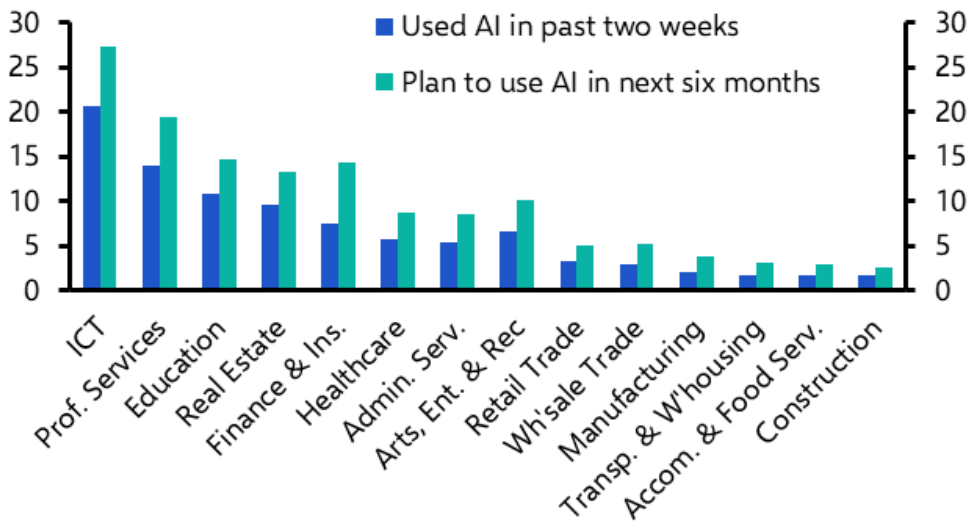 30
25
20
15
10
5
0
Used AI in past two weeks
Plan to use AI in next six months
30
25
20
15
10
5
0
ICT
Prof. Services
Education
Real Estate
Finance & Ins.
Healthcare
Admin. Serv.
Arts, Ent. & Rec
Retail Trade
Wh'sale Trade
Manufacturing
Transp. & W'housing
Accom. & Food Serv.
Construction